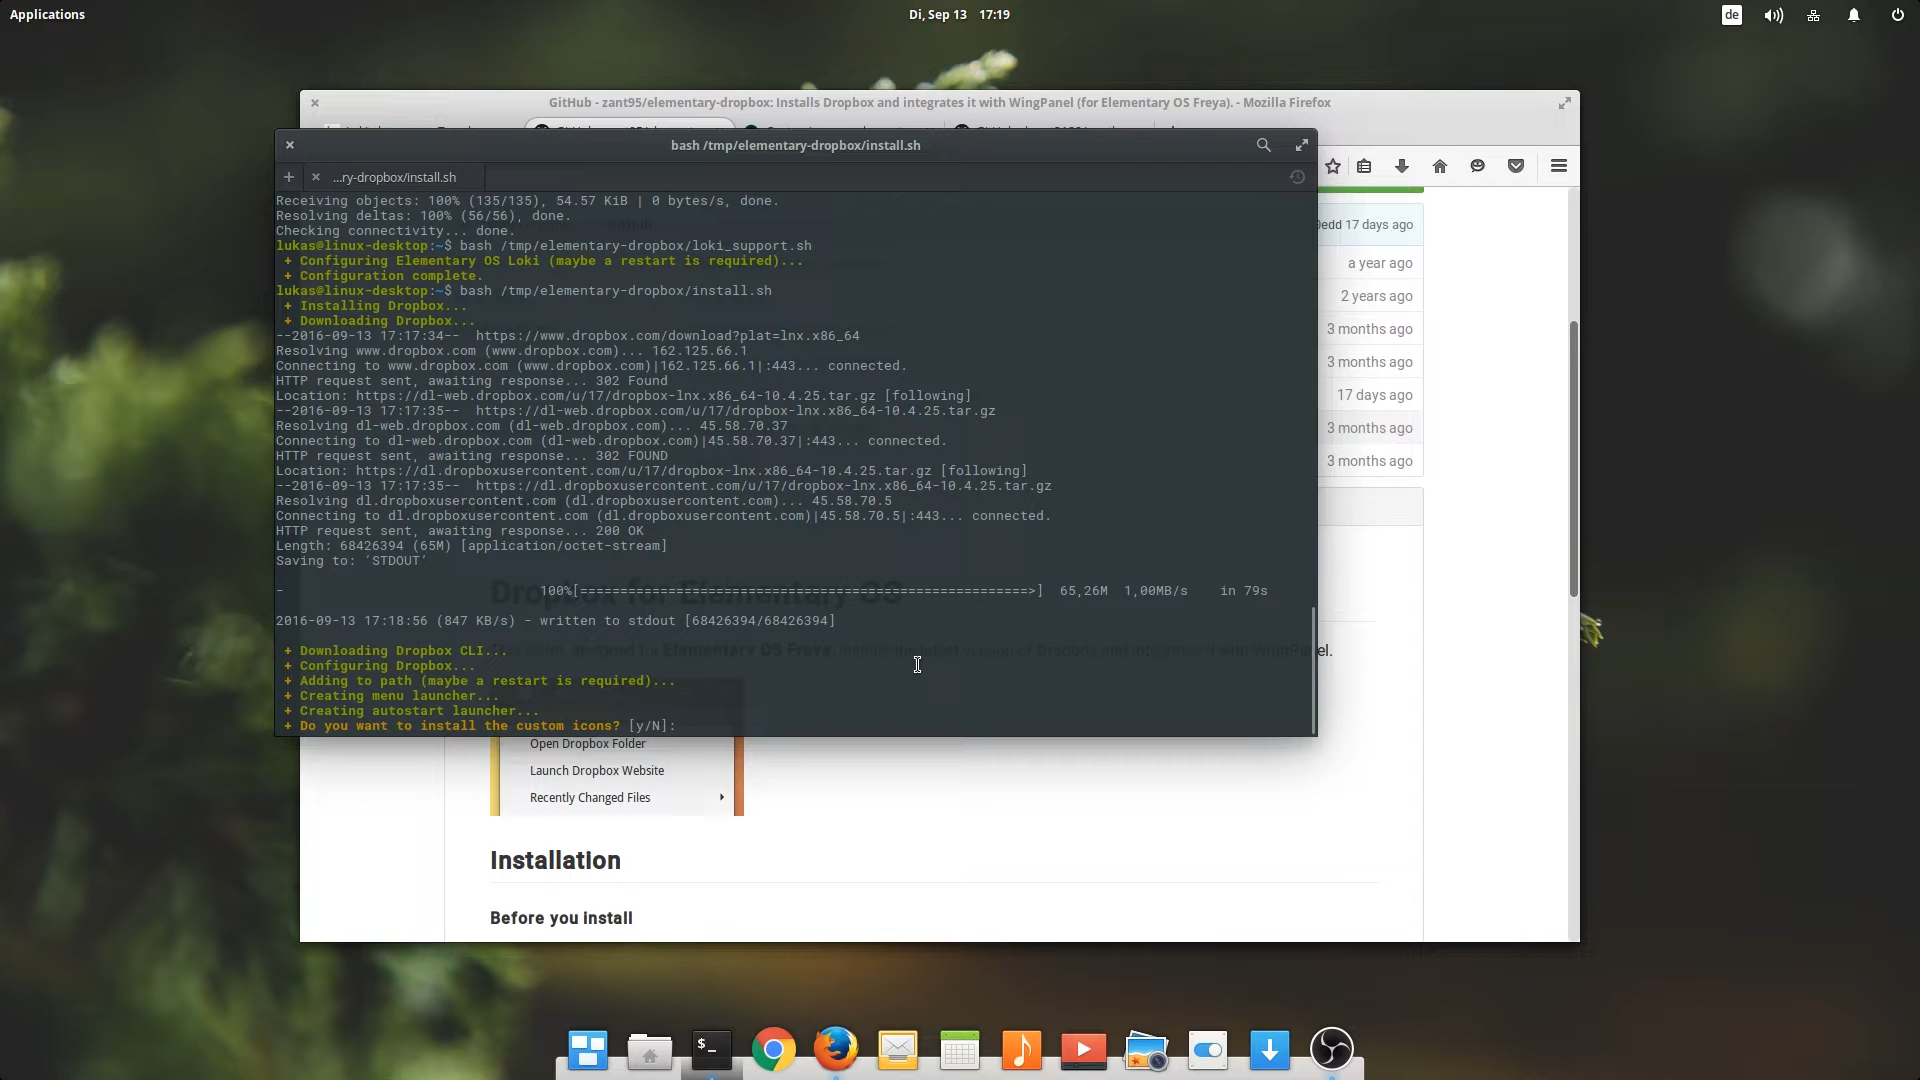 Applications
Di, Sep 13 17:19
de
GitHub - zant95/elementary-dropbox: Installs Dropbox and integrates it with WingPanel (for Elementary OS Freya). - Mozilla Firefox
bash /tmp/elementary-dropbox/install.sh
...ry-dropbox/install.sh
Receiving objects: 100% (135/135), 54.57 KiB | 0 bytes/s, done.
Resolving deltas: 100% (56/56), done.
Checking connectivity... done.
lukas@linux-desktop:~$ bash /tmp/elementary-dropbox/loki_support.sh
+ Configuring Elementary OS Loki (maybe a restart is required)...
+ Configuration complete.
lukas@linux-desktop:~$ bash /tmp/elementary-dropbox/install.sh
+ Installing Dropbox...
+ Downloading Dropbox...
--2016-09-13 17:17:34-- https://www.dropbox.com/download?plat=lnx.x86_64
Resolving www.dropbox.com (www.dropbox.com)... 162.125.66.1
Connecting to www.dropbox.com (www.dropbox.com)|162.125.66.1|:443... connected.
HTTP request sent, awaiting response... 302 Found
Location: https://dl-web.dropbox.com/u/17/dropbox-lnx.x86_64-10.4.25.tar.gz [following]
--2016-09-13 17:17:35-- https://dl-web.dropbox.com/u/17/dropbox-lnx.x86_64-10.4.25.tar.gz
Resolving dl-web.dropbox.com (dl-web.dropbox.com)... 45.58.70.37
Connecting to dl-web.dropbox.com (dl-web.dropbox.com)|45.58.70.37|:443... connected.
HTTP request sent, awaiting response... 302 FOUND
Location: https://dl.dropboxusercontent.com/u/17/dropbox-lnx.x86_64-10.4.25.tar.gz [following]
--2016-09-13 17:17:35-- https://dl.dropboxusercontent.com/u/17/dropbox-lnx.x86_64-10.4.25.tar.gz
Resolving dl.dropboxusercontent.com (dl.dropboxusercontent.com)... 45.58.70.5
Connecting to dl.dropboxusercontent.com (dl.dropboxusercontent.com)|45.58.70.5|:443... connected.
HTTP request sent, awaiting response... 200 OK
Length: 68426394 (65M) [application/octet-stream]
Saving to: ‘STDOUT’
- 100%[========================================================>] 65,26M 1,00MB/s in 79s
2016-09-13 17:18:56 (847 KB/s) - written to stdout [68426394/68426394]
+ Downloading Dropbox CLI...
+ Configuring Dropbox...
+ Adding to path (maybe a restart is required)...
+ Creating menu launcher...
+ Creating autostart launcher...
+ Do you want to install the custom icons? [y/N]:
17 days ago
a year ago
2 years ago
3 months ago
3 months ago
17 days ago
3 months ago
3 months ago
Dropbox for Elementary OS
Open Dropbox Folder
Launch Dropbox Website
Recently Changed Files
Installation
Before you install